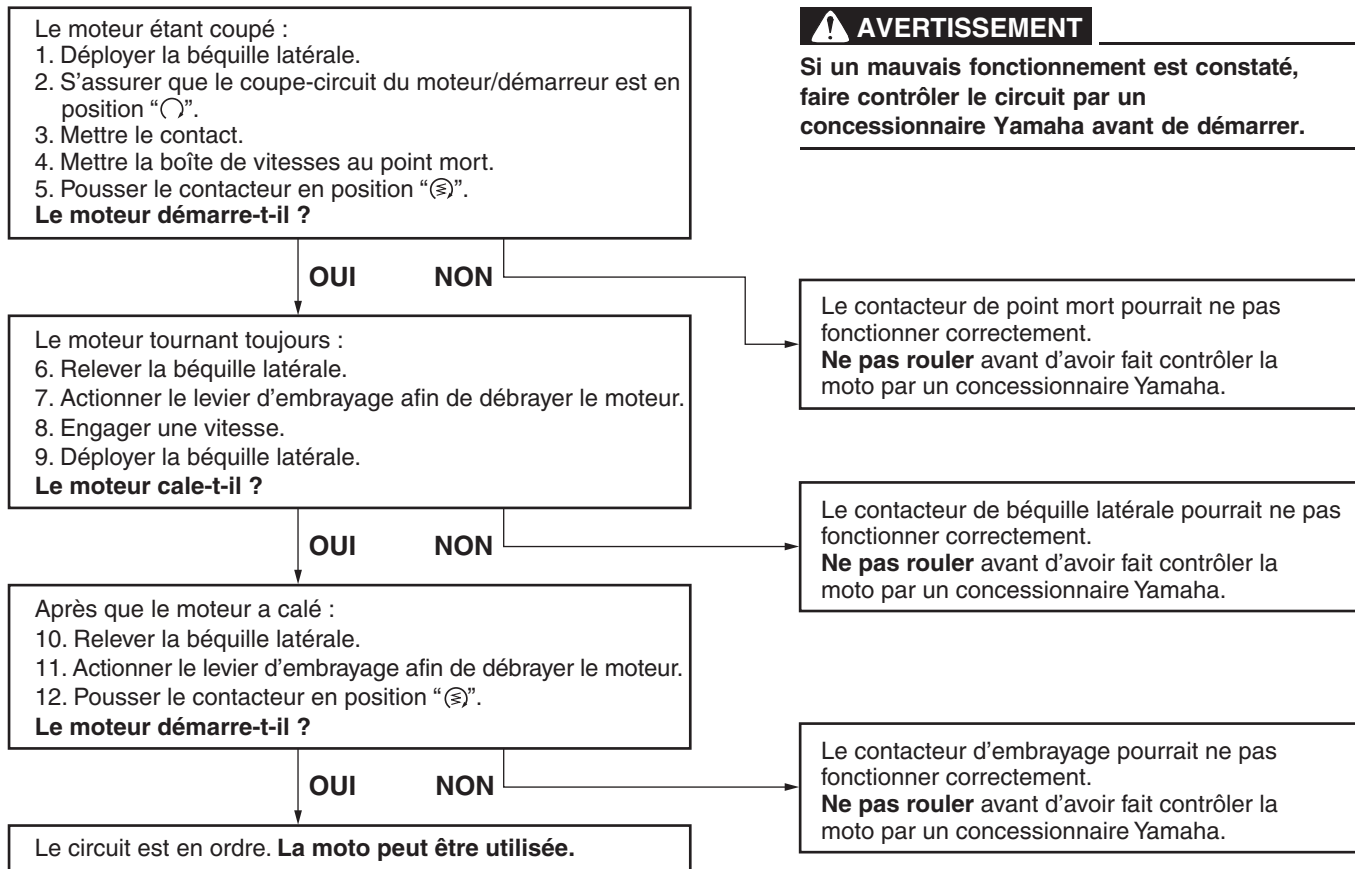 Le moteur étant coupé :
1. Déployer la béquille latérale.
2. S'assurer que le coupe-circuit du moteur/démarreur est en
position “◯”.
3. Mettre le contact.
4. Mettre la boîte de vitesses au point mort.
5. Pousser le contacteur en position “”.
Le moteur démarre-t-il ?
AVERTISSEMENT
Si un mauvais fonctionnement est constaté,
faire contrôler le circuit par un
concessionnaire Yamaha avant de démarrer.
OUI NON
Le contacteur de point mort pourrait ne pas
fonctionner correctement.
Ne pas rouler avant d'avoir fait contrôler la
moto par un concessionnaire Yamaha.
Le moteur tournant toujours :
6. Relever la béquille latérale.
7. Actionner le levier d'embrayage afin de débrayer le moteur.
8. Engager une vitesse.
9. Déployer la béquille latérale.
Le moteur cale-t-il ?
OUI NON
Le contacteur de béquille latérale pourrait ne pas
fonctionner correctement.
Ne pas rouler avant d'avoir fait contrôler la
moto par un concessionnaire Yamaha.
Après que le moteur a calé :
10. Relever la béquille latérale.
11. Actionner le levier d'embrayage afin de débrayer le moteur.
12. Pousser le contacteur en position “”.
Le moteur démarre-t-il ?
OUI NON
Le contacteur d'embrayage pourrait ne pas
fonctionner correctement.
Ne pas rouler avant d'avoir fait contrôler la
moto par un concessionnaire Yamaha.
Le circuit est en ordre. La moto peut être utilisée.